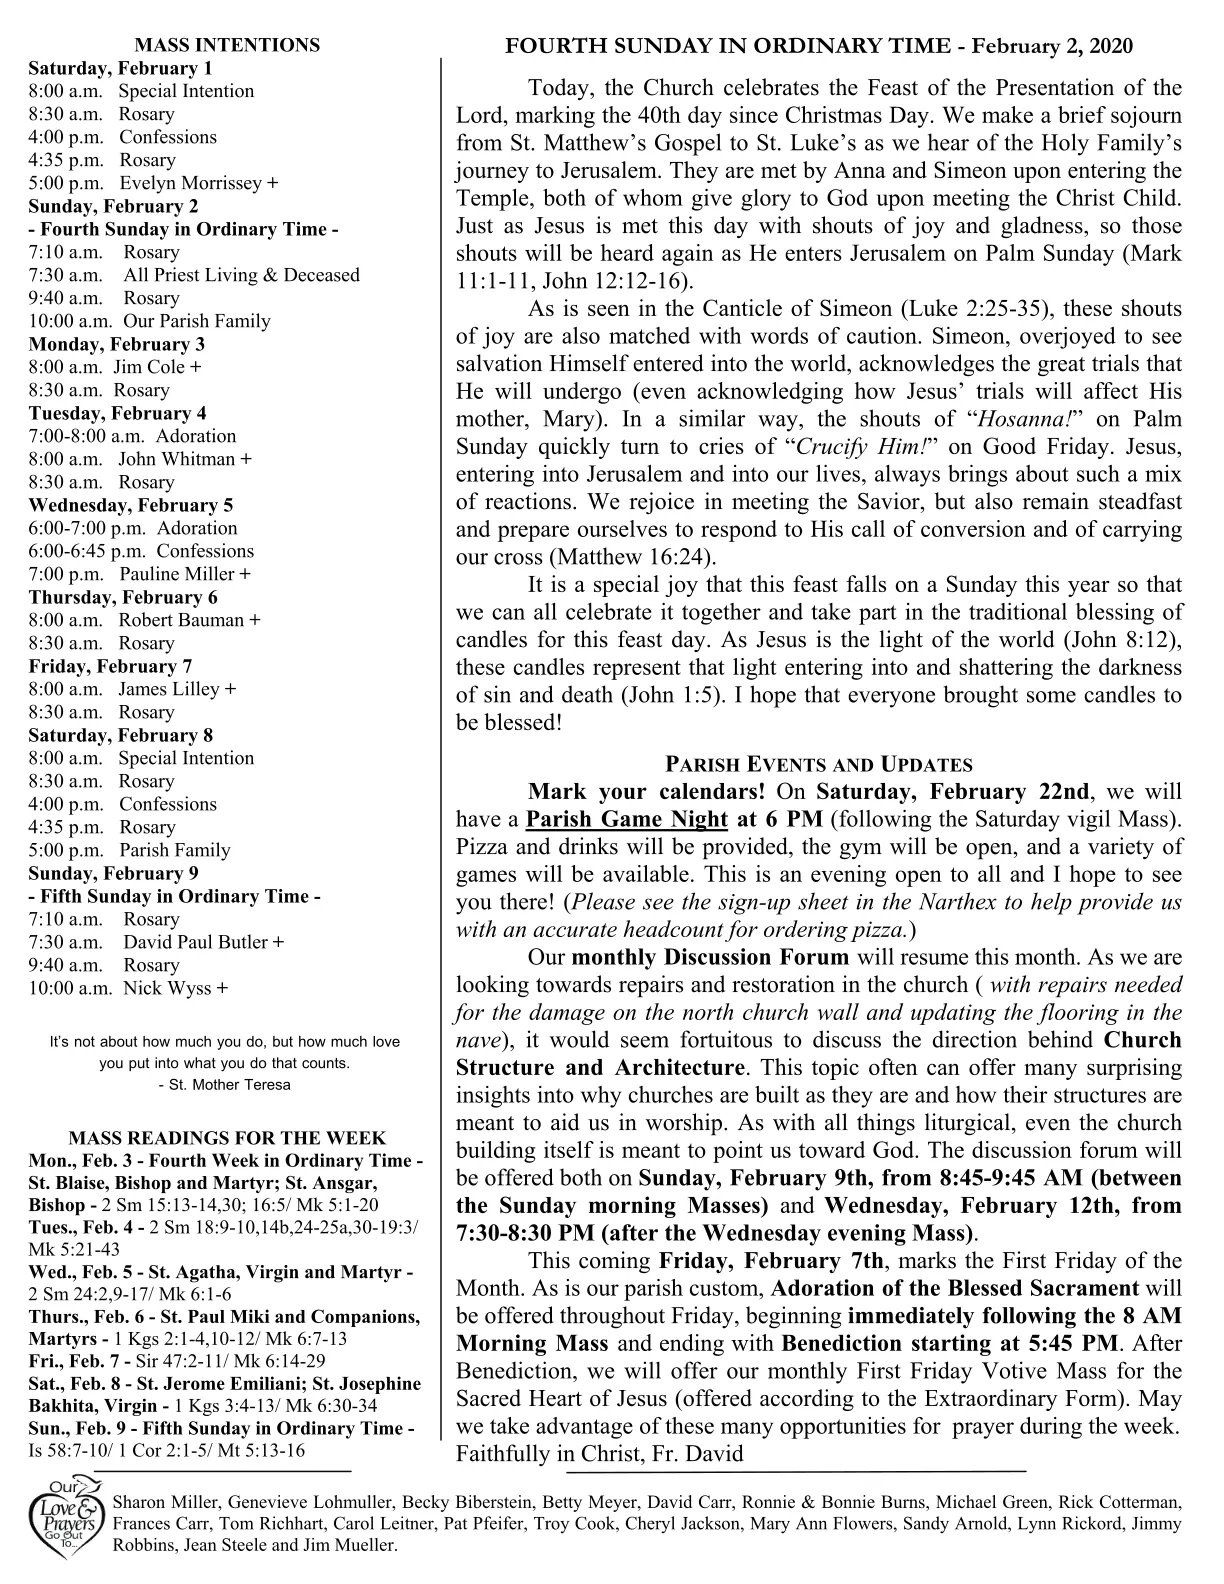 MASS INTENTIONS
Saturday, February 1
8:00 a.m. Special Intention
8:30 a.m. Rosary
4:00 p.m. Confessions
4:35 p.m. Rosary
5:00 p.m. Evelyn Morrissey +
Sunday, February 2
- Fourth Sunday in Ordinary Time -
7:10 a.m. Rosary
7:30 a.m. All Priest Living & Deceased
9:40 a.m. Rosary
10:00 a.m. Our Parish Family
Monday, February 3
8:00 a.m. Jim Cole +
8:30 a.m. Rosary
Tuesday, February 4
7:00-8:00 a.m. Adoration
8:00 a.m. John Whitman +
8:30 a.m. Rosary
Wednesday, February 5
6:00-7:00 p.m. Adoration
6:00-6:45 p.m. Confessions
7:00 p.m. Pauline Miller +
Thursday, February 6
8:00 a.m. Robert Bauman +
8:30 a.m. Rosary
Friday, February 7
8:00 a.m. James Lilley +
8:30 a.m. Rosary
Saturday, February 8
8:00 a.m. Special Intention
8:30 a.m. Rosary
4:00 p.m. Confessions
4:35 p.m. Rosary
5:00 p.m. Parish Family
Sunday, February 9
- Fifth Sunday in Ordinary Time -
7:10 a.m. Rosary
7:30 a.m. David Paul Butler +
9:40 a.m. Rosary
10:00 a.m. Nick Wyss +
It's not about how much you do, but how much love
you put into what you do that counts.
- St. Mother Teresa
MASS READINGS FOR THE WEEK
Mon., Feb. 3 - Fourth Week in Ordinary Time -
St. Blaise, Bishop and Martyr; St. Ansgar,
Bishop - 2 Sm 15:13-14,30; 16:5/ Mk 5:1-20
Tues., Feb. 4 - 2 Sm 18:9-10,14b,24-25a,30-19:3/
Mk 5:21-43
Wed., Feb. 5 - St. Agatha, Virgin and Martyr -
2 Sm 24:2,9-17/ Mk 6:1-6
Thurs., Feb. 6 - St. Paul Miki and Companions,
Martyrs - 1 Kgs 2:1-4,10-12/ Mk 6:7-13
Fri., Feb. 7 - Sir 47:2-11/ Mk 6:14-29
Sat., Feb. 8 - St. Jerome Emiliani; St. Josephine
Bakhita, Virgin - 1 Kgs 3:4-13/ Mk 6:30-34
Sun., Feb. 9 - Fifth Sunday in Ordinary Time -
Is 58:7-10/ 1 Cor 2:1-5/ Mt 5:13-16
FOURTH SUNDAY IN ORDINARY TIME - February 2, 2020
Today, the Church celebrates the Feast of the Presentation of the
Lord, marking the 40th day since Christmas Day. We make a brief sojourn
from St. Matthew's Gospel to St. Luke's as we hear of the Holy Family's
journey to Jerusalem. They are met by Anna and Simeon upon entering the
Temple, both of whom give glory to God upon meeting the Christ Child.
Just as Jesus is met this day with shouts of joy and gladness, so those
shouts will be heard again as He enters Jerusalem on Palm Sunday (Mark
11:1-11, John 12:12-16).
As is seen in the Canticle of Simeon (Luke 2:25-35), these shouts
of joy are also matched with words of caution. Simeon, overjoyed to see
salvation Himself entered into the world, acknowledges the great trials that
He will undergo (even acknowledging how Jesus' trials will affect His
mother, Mary). In a similar way, the shouts of "Hosanna!" on Palm
Sunday quickly turn to cries of "Crucify Him!" on Good Friday. Jesus,
entering into Jerusalem and into our lives, always brings about such a mix
of reactions. We rejoice in meeting the Savior, but also remain steadfast
and prepare ourselves to respond to His call of conversion and of carrying
our cross (Matthew 16:24).
It is a special joy that this feast falls on a Sunday this year so that
we can all celebrate it together and take part in the traditional blessing of
candles for this feast day. As Jesus is the light of the world (John 8:12),
these candles represent that light entering into and shattering the darkness
of sin and death (John 1:5). I hope that everyone brought some candles to
be blessed!
PARISH EVENTS AND UPDATES
Mark your calendars! On Saturday, February 22nd, we will
have a Parish Game Night at 6 PM (following the Saturday vigil Mass).
Pizza and drinks will be provided, the gym will be open, and a variety of
games will be available. This is an evening open to all and I hope to see
you there! (Please see the sign-up sheet in the Narthex to help provide us
with an accurate headcount for ordering pizza.)
Our monthly Discussion Forum will resume this month. As we are
looking towards repairs and restoration in the church ( with repairs needed
for the damage on the north church wall and updating the flooring in the
nave), it would seem fortuitous to discuss the direction behind Church
Structure and Architecture. This topic often can offer many surprising
insights into why churches are built as they are and how their structures are
meant to aid us in worship. As with all things liturgical, even the church
building itself is meant to point us toward God. The discussion forum will
be offered both on Sunday, February 9th, from 8:45-9:45 AM (between
the Sunday morning Masses) and Wednesday, February 12th, from
7:30-8:30 PM (after the Wednesday evening Mass).
This coming Friday, February 7th, marks the First Friday of the
Month. As is our parish custom, Adoration of the Blessed Sacrament will
be offered throughout Friday, beginning immediately following the 8 AM
Morning Mass and ending with Benediction starting at 5:45 PM. After
Benediction, we will offer our monthly First Friday Votive Mass for the
Sacred Heart of Jesus (offered according to the Extraordinary Form). May
we take advantage of these many opportunities for prayer during the week.
Faithfully in Christ, Fr. David
Our
Love &
Prayers
Go Out
To...
Sharon Miller, Genevieve Lohmuller, Becky Biberstein, Betty Meyer, David Carr, Ronnie & Bonnie Burns, Michael Green, Rick Cotterman,
Frances Carr, Tom Richhart, Carol Leitner, Pat Pfeifer, Troy Cook, Cheryl Jackson, Mary Ann Flowers, Sandy Arnold, Lynn Rickord, Jimmy
Robbins, Jean Steele and Jim Mueller.